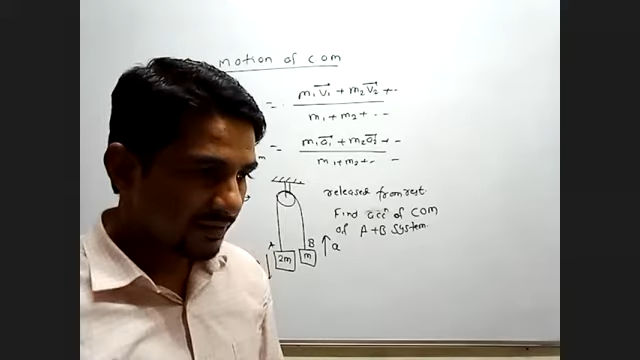 motion of com
= m₁v⃗₁ + m₂v⃗₂ + --
m₁ + m₂ + - --
m = m₁a⃗₁ + m₂a⃗₂ + -
m₁ + m₂ + -- -
released from rest.
Find accⁿ of COM
of A+B system.
A B a
2m m